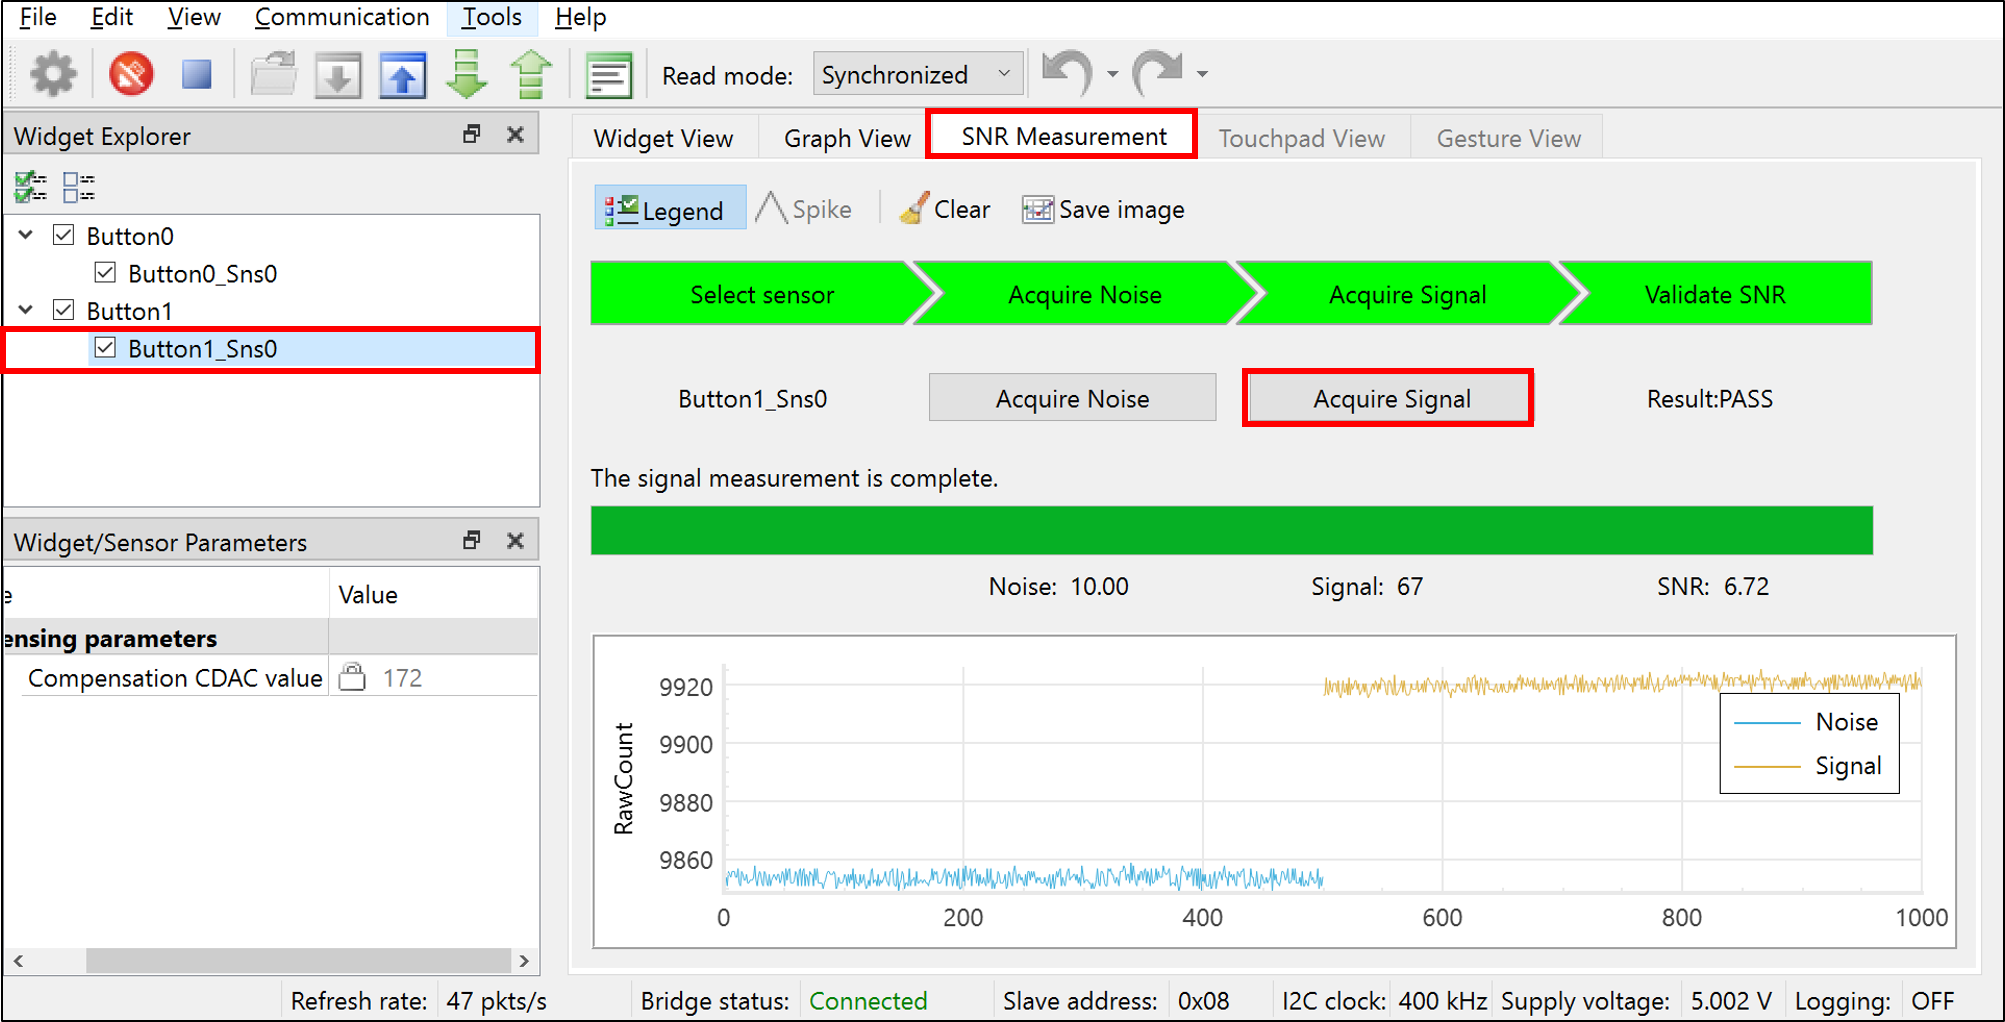 File Edit View Communication Tools Help
Read mode: Synchronized
Widget Explorer
Widget View Graph View SNR Measurement Touchpad View Gesture View
Legend Spike Clear Save image
Button0
Button0_Sns0
Button1
Button1_Sns0
Select sensor Acquire Noise Acquire Signal Validate SNR
Button1_Sns0 Acquire Noise Acquire Signal Result:PASS
The signal measurement is complete.
Noise: 10.00 Signal: 67 SNR: 6.72
Widget/Sensor Parameters
e Value
ensing parameters
Compensation CDAC value 172
RawCount
9920
9900
9880
9860
0 200 400 600 800 1000
Noise
Signal
Refresh rate: 47 pkts/s Bridge status: Connected Slave address: 0x08 I2C clock: 400 kHz Supply voltage: 5.002 V Logging: OFF